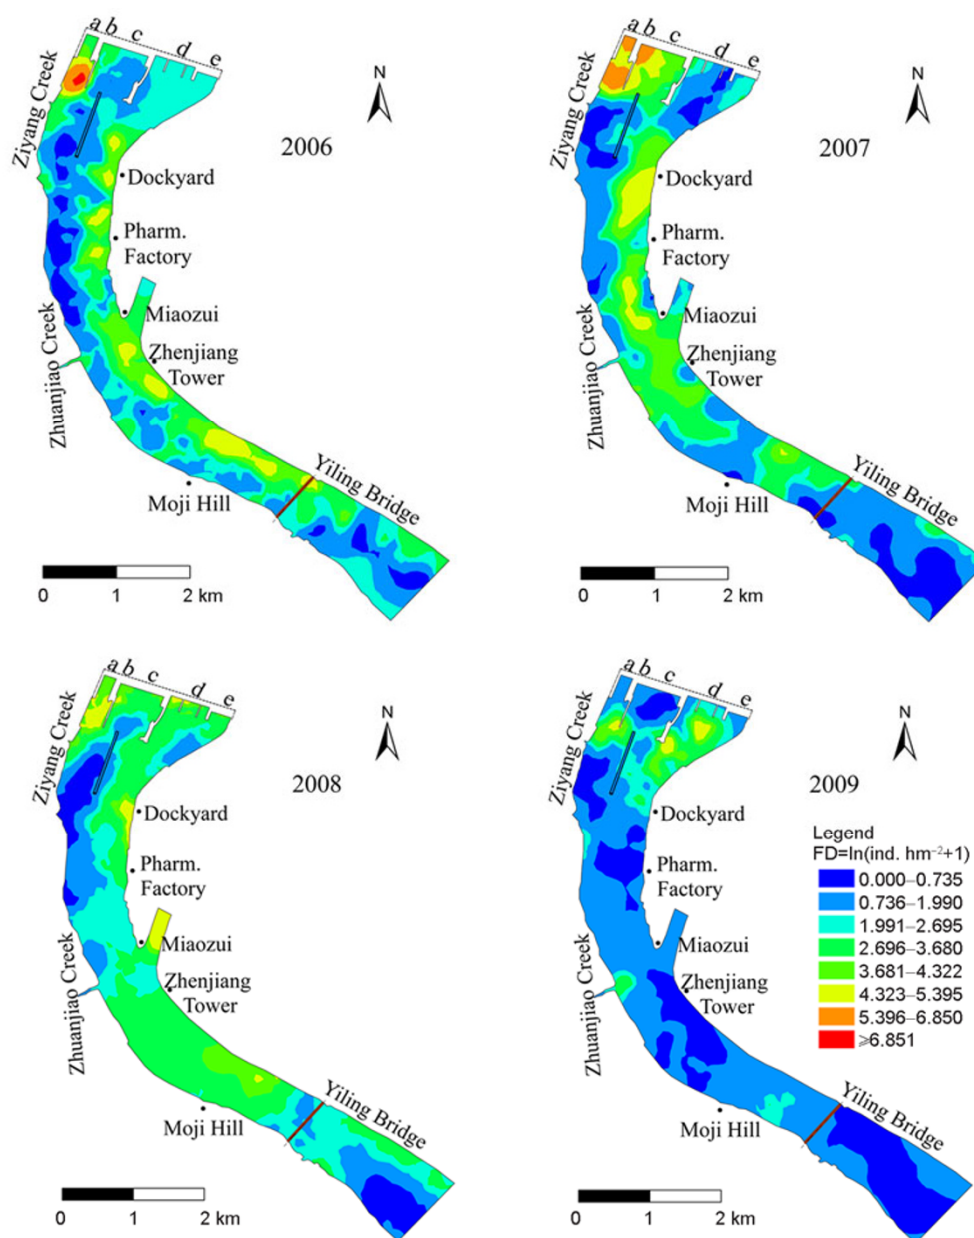 a b c d e
Ziyang Creek
N
2006
Dockyard
Pharm.
Factory
Miaozui
Zhuanjiao Creek
Zhenjiang
Tower
Yiling Bridge
Moji Hill
0 1 2 km
a b c d e
Ziyang Creek
N
2007
Dockyard
Pharm.
Factory
Miaozui
Zhuanjiao Creek
Zhenjiang
Tower
Yiling Bridge
Moji Hill
0 1 2 km
a b c d e
Ziyang Creek
N
2008
Dockyard
Pharm.
Factory
Miaozui
Zhuanjiao Creek
Zhenjiang
Tower
Yiling Bridge
Moji Hill
0 1 2 km
a b c d e
Ziyang Creek
N
2009
Dockyard
Pharm.
Factory
Miaozui
Zhuanjiao Creek
Zhenjiang
Tower
Yiling Bridge
Moji Hill
0 1 2 km
Legend
FD=ln(ind. hm⁻²+1)
0.000–0.735
0.736–1.990
1.991–2.695
2.696–3.680
3.681–4.322
4.323–5.395
5.396–6.850
⩾6.851